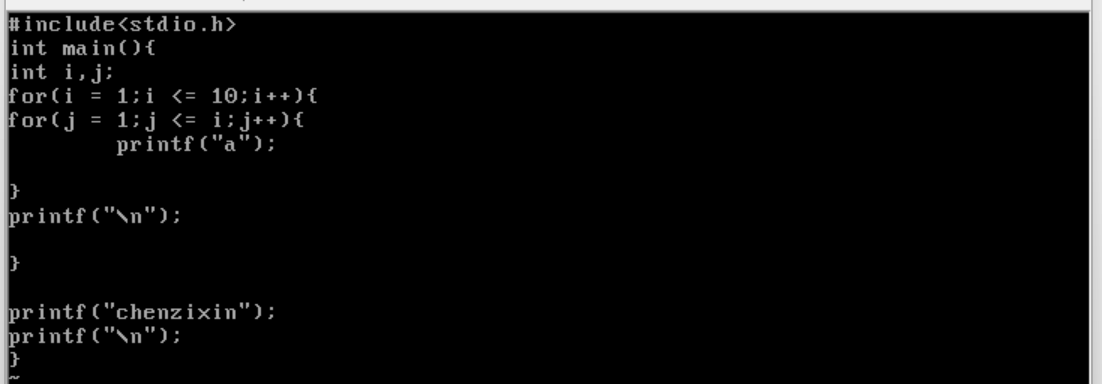 #include<stdio.h>
int main(){
int i,j;
for(i = 1;i <= 10;i++){
for(j = 1;j <= i;j++){
        printf("a");
}
printf("\n");
}
printf("chenzixin");
printf("\n");
}
~